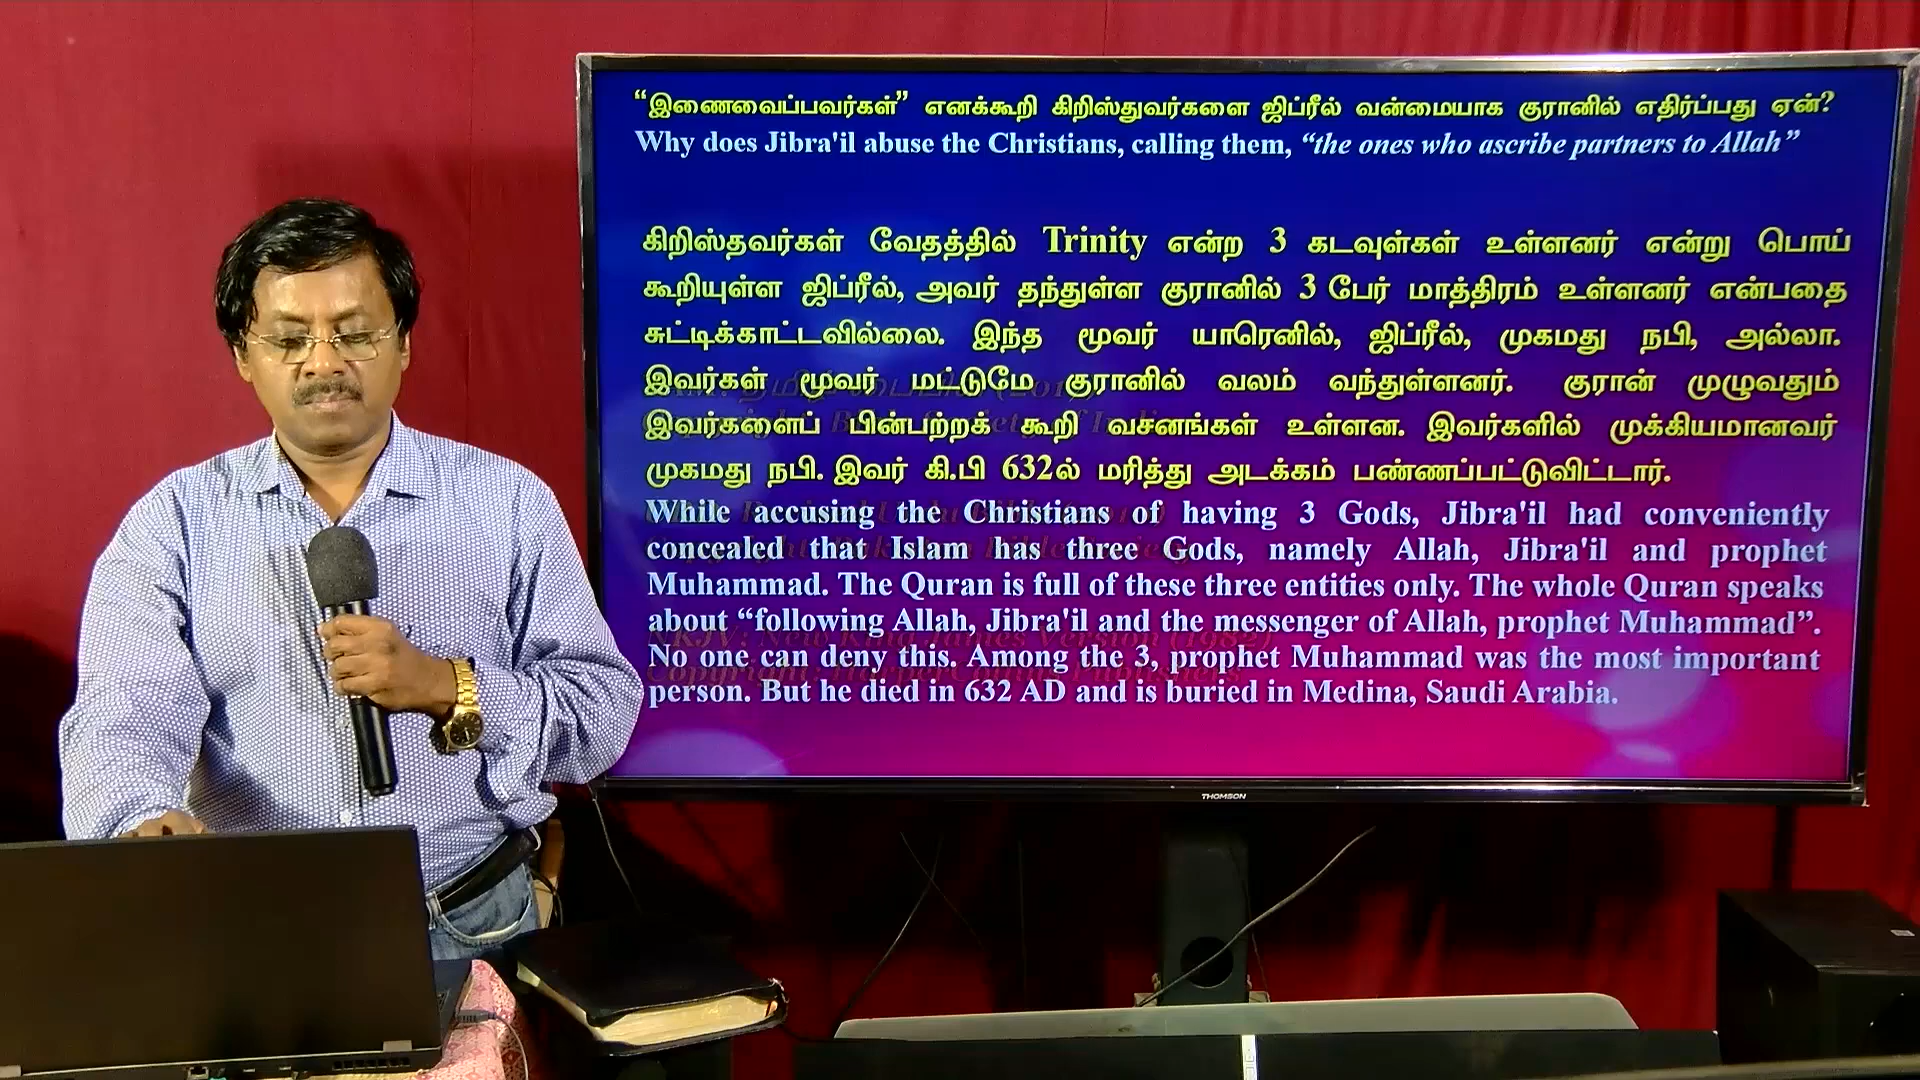 “இணைவைப்பவர்கள்” எனக்கூறி கிறிஸ்துவர்களை ஜிப்ரீல் வன்மையாக குரானில் எதிர்ப்பது ஏன்?
Why does Jibra'il abuse the Christians, calling them, “the ones who ascribe partners to Allah”
கிறிஸ்தவர்கள் வேதத்தில் Trinity என்ற 3 கடவுள்கள் உள்ளனர் என்று பொய்
கூறியுள்ள ஜிப்ரீல், அவர் தந்துள்ள குரானில் 3 பேர் மாத்திரம் உள்ளனர் என்பதை
சுட்டிக்காட்டவில்லை. இந்த மூவர் யாரெனில், ஜிப்ரீல், முகமது நபி, அல்லா.
இவர்கள் மூவர் மட்டுமே குரானில் வலம் வந்துள்ளனர். குரான் முழுவதும்
இவர்களைப் பின்பற்றக் கூறி வசனங்கள் உள்ளன. இவர்களில் முக்கியமானவர்
முகமது நபி. இவர் கி.பி 632ல் மரித்து அடக்கம் பண்ணப்பட்டுவிட்டார்.
While accusing the Christians of having 3 Gods, Jibra'il had conveniently
concealed that Islam has three Gods, namely Allah, Jibra'il and prophet
Muhammad. The Quran is full of these three entities only. The whole Quran speaks
about “following Allah, Jibra'il and the messenger of Allah, prophet Muhammad”.
No one can deny this. Among the 3, prophet Muhammad was the most important
person. But he died in 632 AD and is buried in Medina, Saudi Arabia.
NKJV: New King James Version (1982)
THOMSON